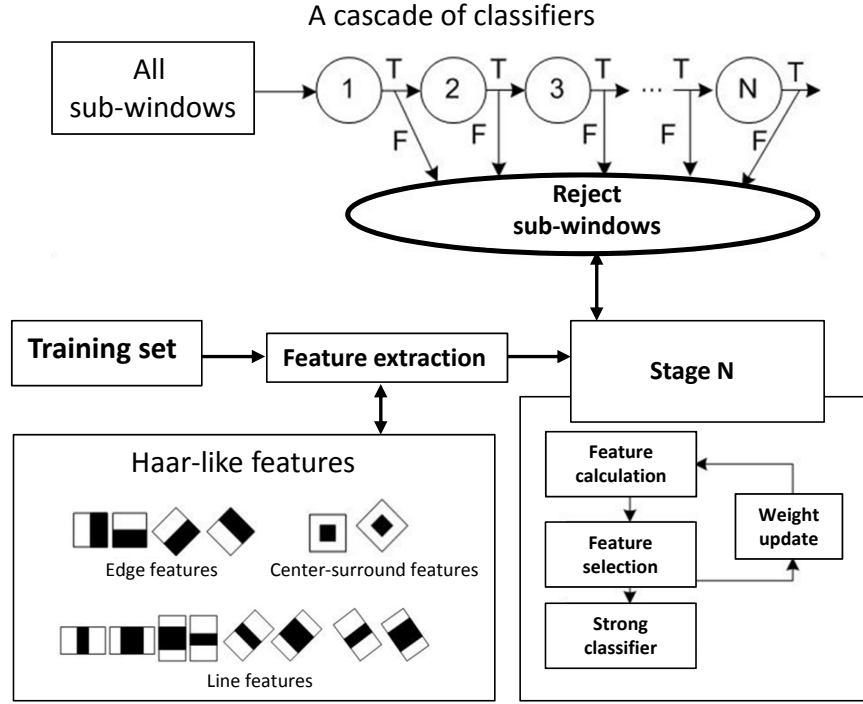 A cascade of classifiers
All
sub-windows
1
T
2
T
3
T
...
T
N
T
F
F
F
F
F
Reject
sub-windows
Training set
Feature extraction
Stage N
Haar-like features
Edge features
Center-surround features
Line features
Feature
calculation
Weight
update
Feature
selection
Strong
classifier